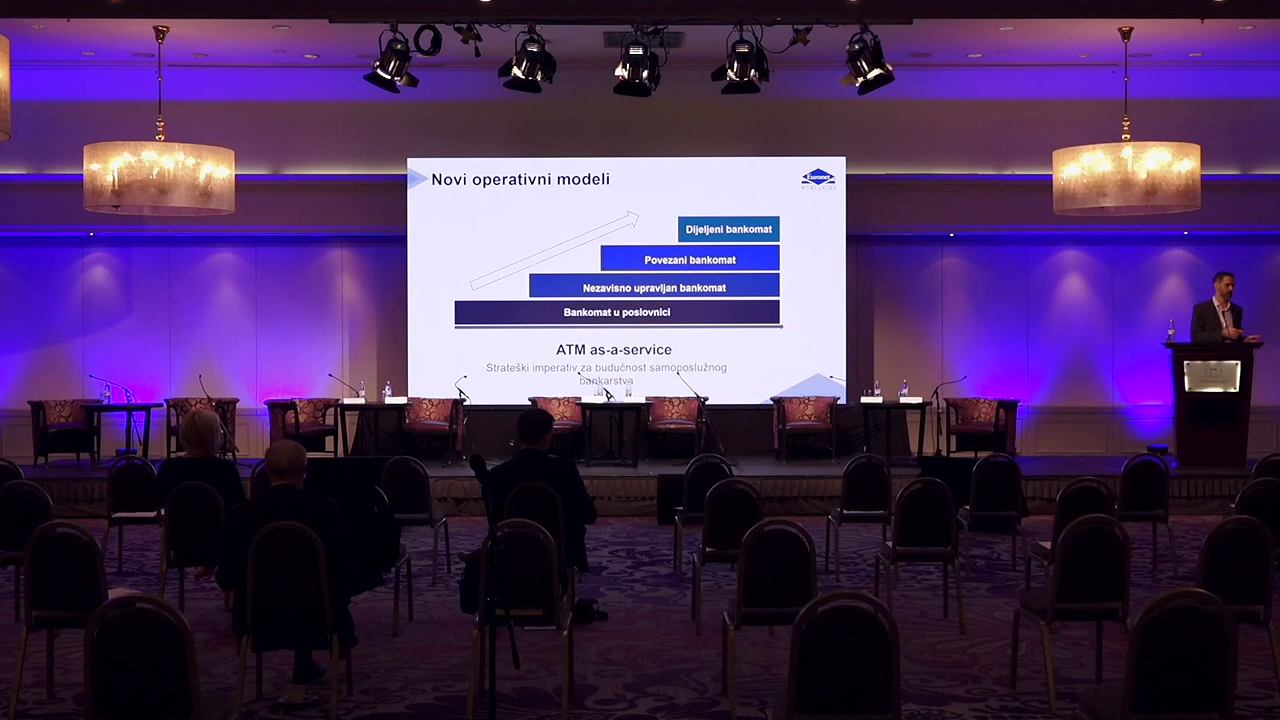 Novi operativni modeli
Euronet
Dijeljeni bankomat
Povezani bankomat
Nezavisno upravljan bankomat
Bankomat u poslovnici
ATM as-a-service
Strateški imperativ za budućnost samoposlužnog
bankarstva